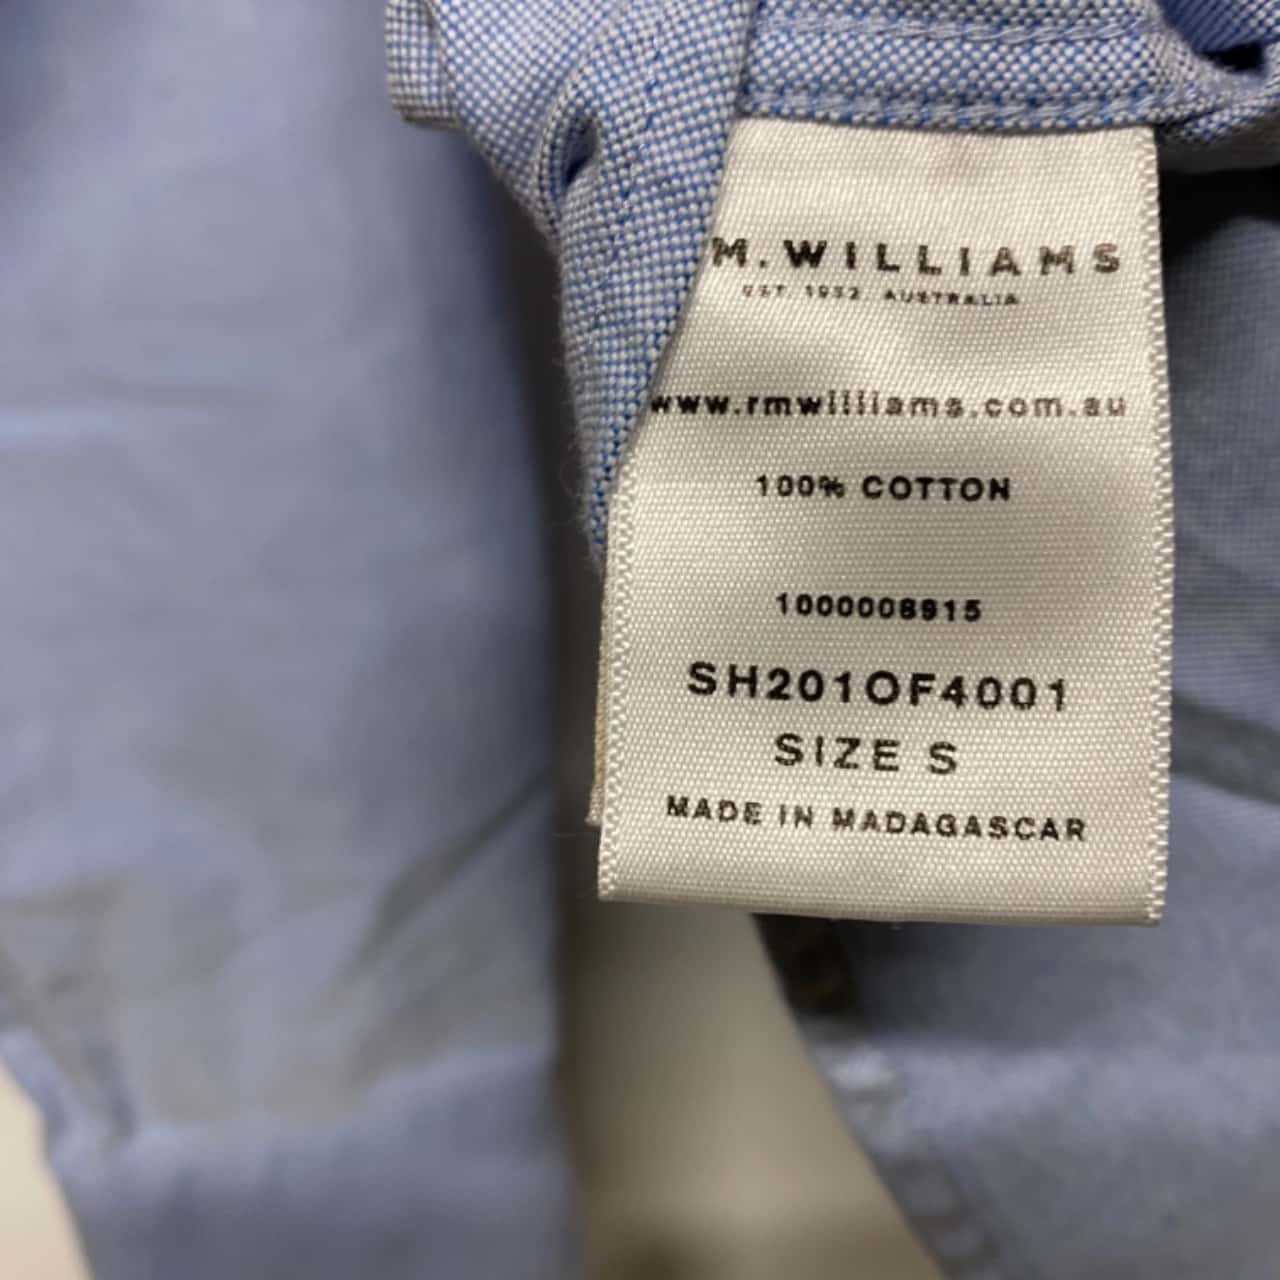 M. WILLIAMS
EST. 1932 AUSTRALIA
www.rmwilliams.com.au
100% COTTON
1000008915
SH201OF4001
SIZE S
MADE IN MADAGASCAR